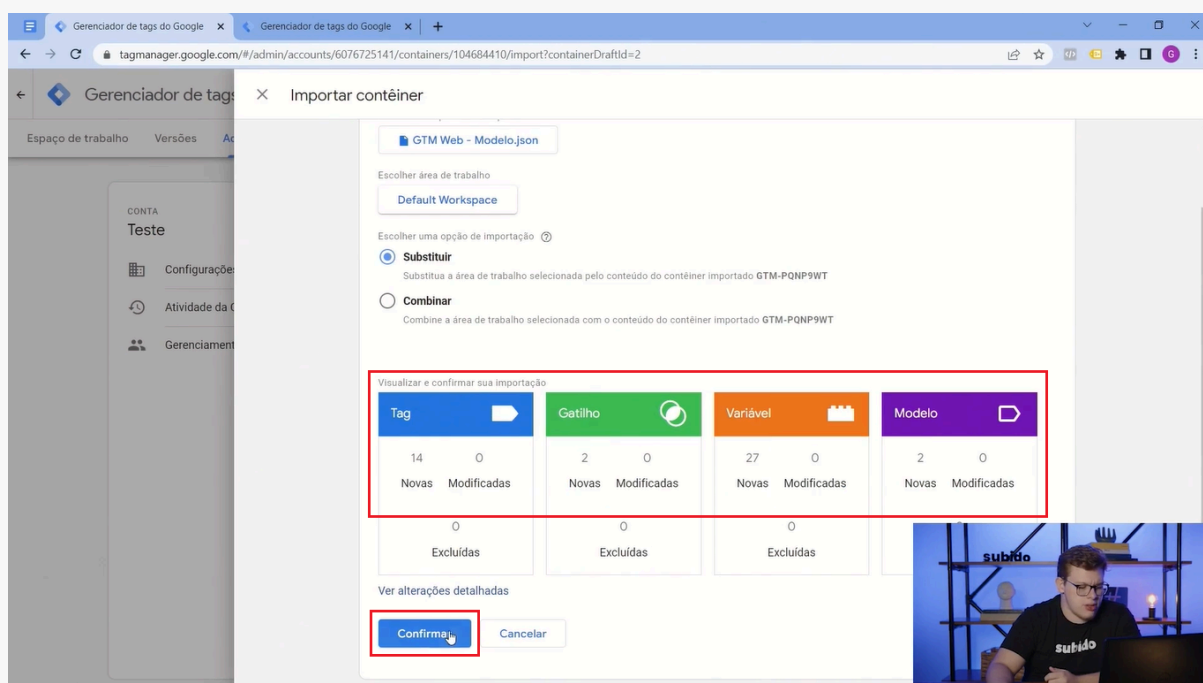 Gerenciador de tags do Google
Gerenciador de tags do Google
tagmanager.google.com/#/admin/accounts/6076725141/containers/104684410/import?containerDraftId=2
G
Gerenciador de tags
Importar contêiner
Espaço de trabalho Versões
GTM Web - Modelo.json
Escolher área de trabalho
Default Workspace
Escolher uma opção de importação
Substituir
Substitua a área de trabalho selecionada pelo conteúdo do contêiner importado GTM-PQNP9WT
Combinar
Combine a área de trabalho selecionada com o conteúdo do contêiner importado GTM-PQNP9WT
CONTA
Teste
Configurações
Atividade da
Visualizar e confirmar sua importação
Tag Gatilho Variável Modelo
14 0 2 0 27 0 2 0
Novas Modificadas Novas Modificadas Novas Modificadas Novas Modificadas
0 0 0
Excluídas Excluídas Excluídas
Ver alterações detalhadas
Confirmar Cancelar
subido
subido